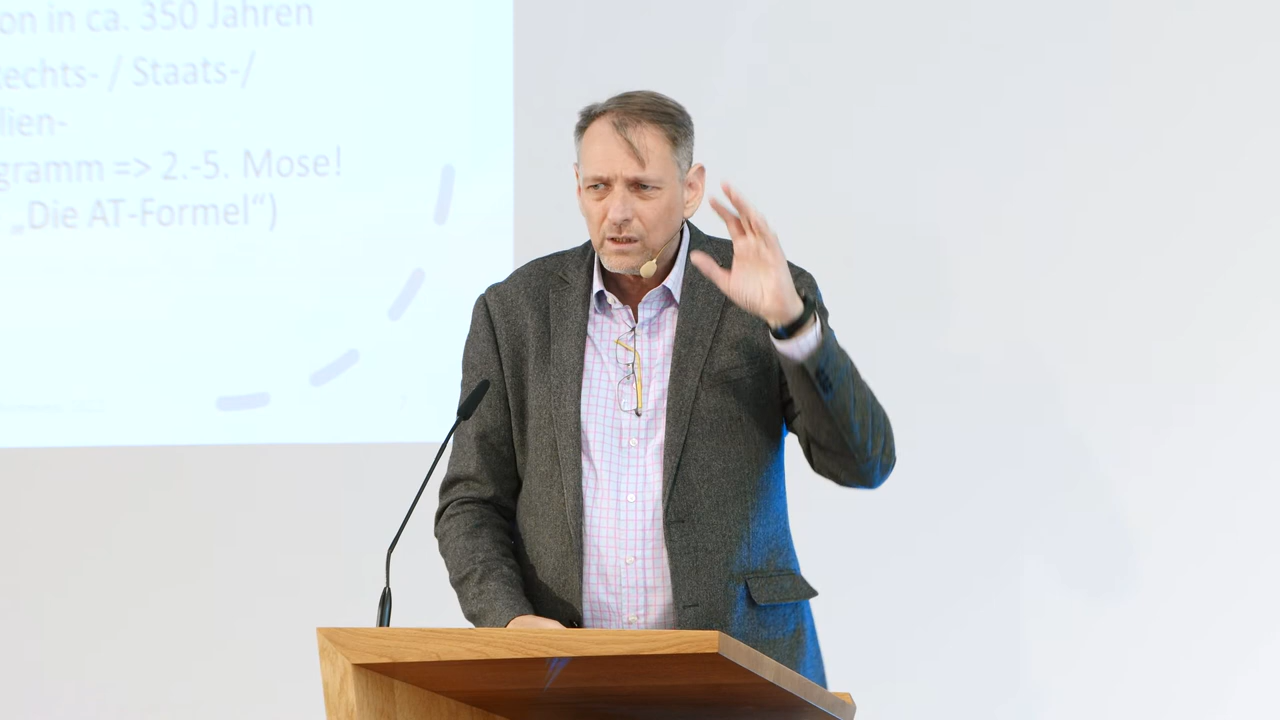 on in ca. 350 Jahren
echts- / Staats-/
lien-
gramm => 2.-5. Mose!
„Die AT-Formel“)